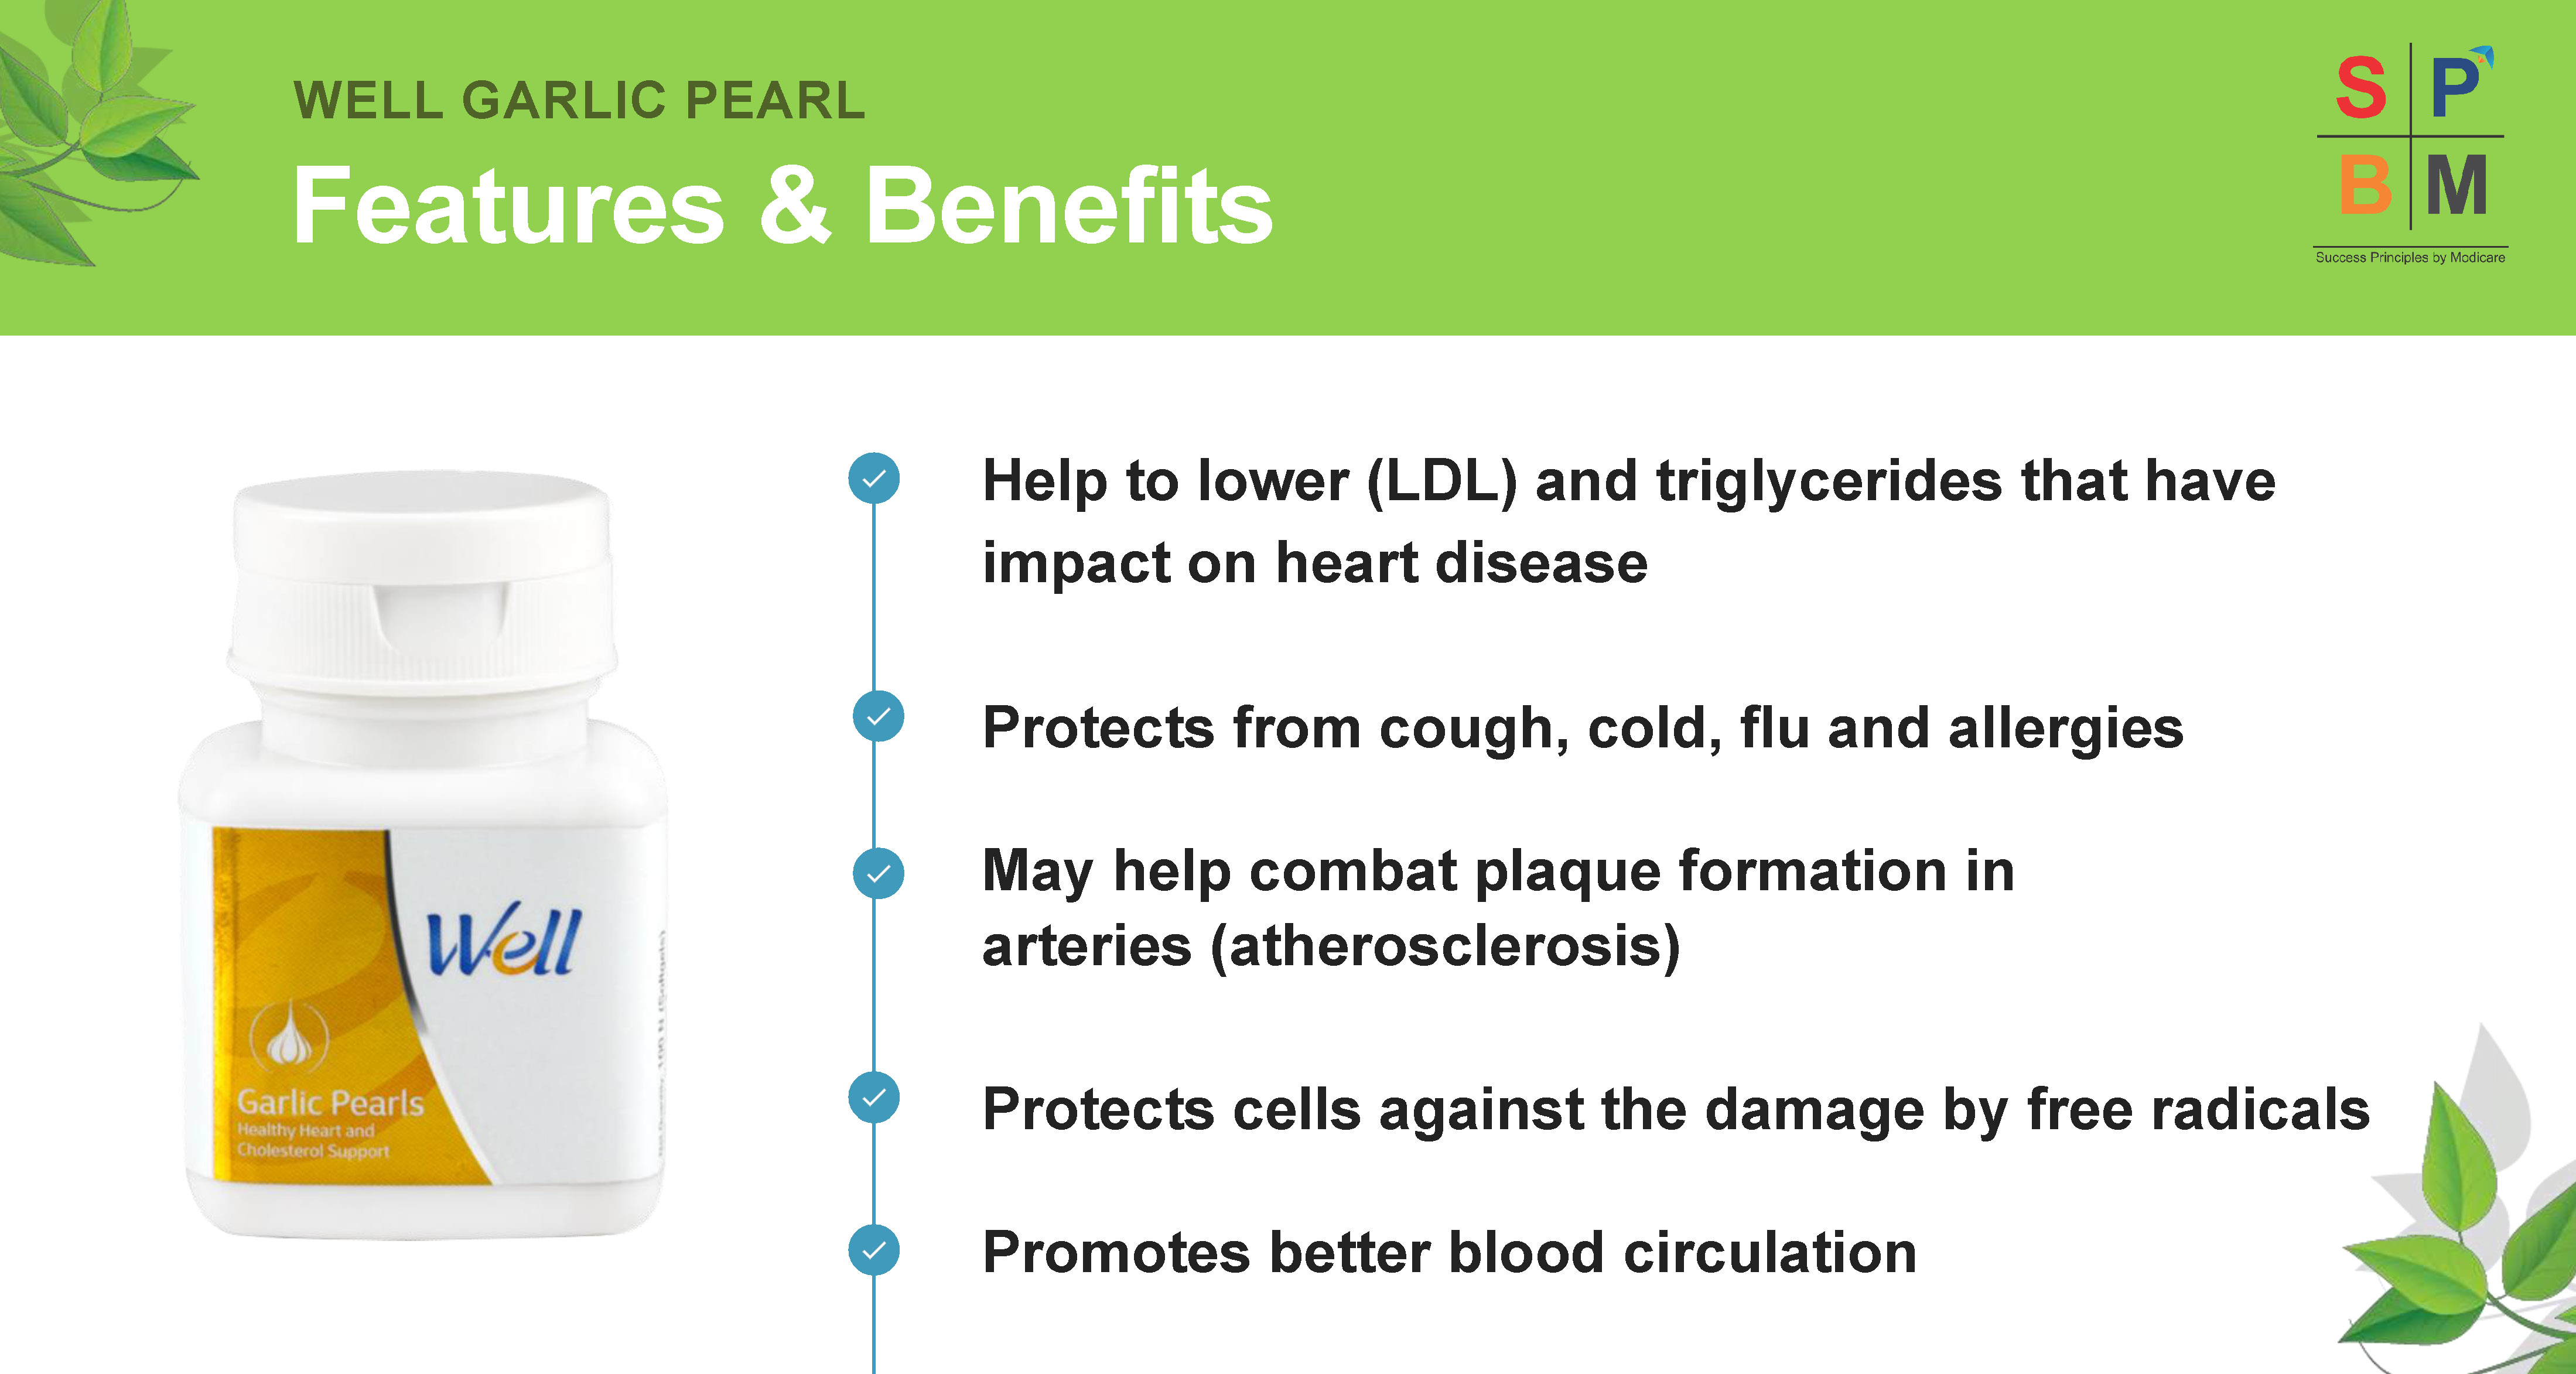 WELL GARLIC PEARL
Features & Benefits
S P
B M
Success Principles by Modicare
Help to lower (LDL) and triglycerides that have
impact on heart disease
Protects from cough, cold, flu and allergies
May help combat plaque formation in
arteries (atherosclerosis)
Protects cells against the damage by free radicals
Promotes better blood circulation
Well
Garlic Pearls
Healthy Heart and
Cholesterol Support
100 N (Softgels)